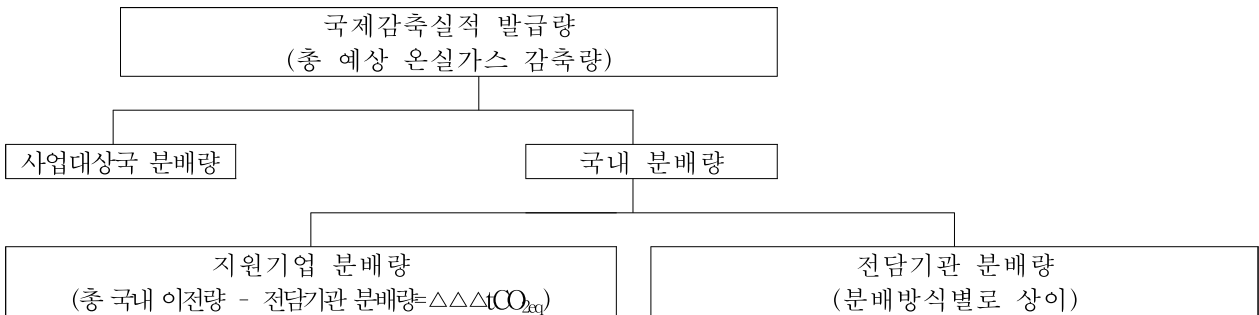 국제감축실적 발급량
(총 예상 온실가스 감축량)
사업대상국 분배량
국내 분배량
지원기업 분배량
(총 국내 이전량 - 전담기관 분배량=△△△tCO2eq)
전담기관 분배량
(분배방식별로 상이)